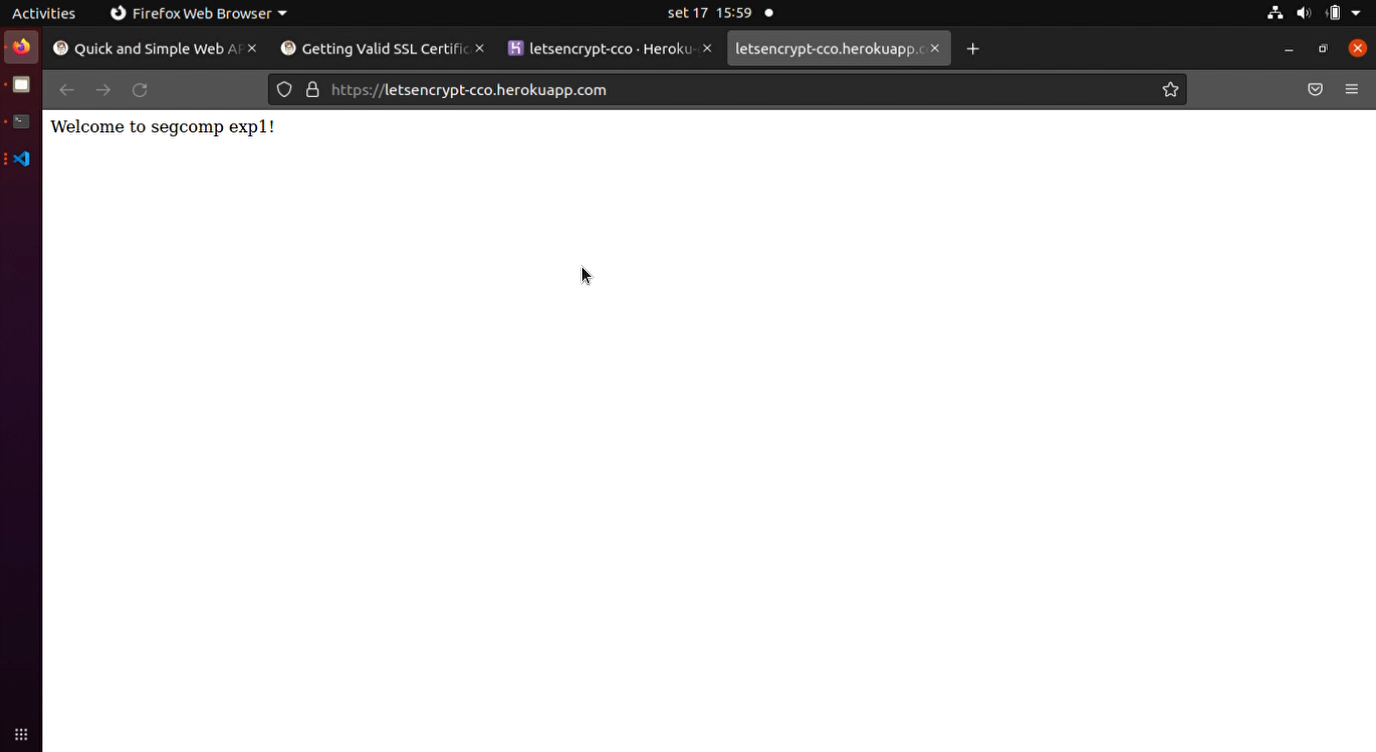 Activities Firefox Web Browser set 17 15:59
Quick and Simple Web AP Getting Valid SSL Certific letsencrypt-cco · Heroku letsencrypt-cco.herokuapp.c
https://letsencrypt-cco.herokuapp.com
Welcome to segcomp exp1!